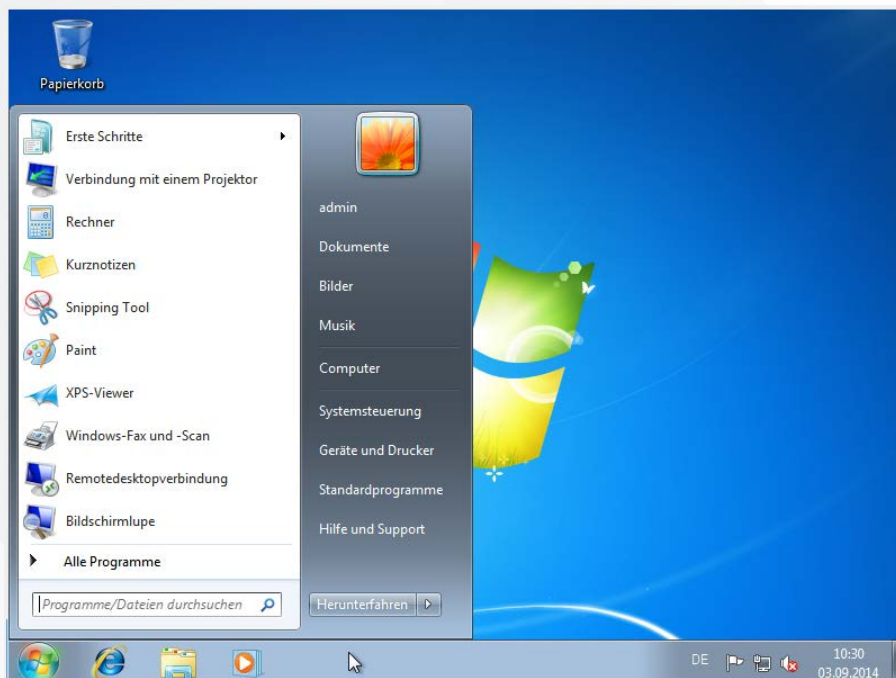 Papierkorb
Erste Schritte
Verbindung mit einem Projektor
Rechner
Kurznotizen
Snipping Tool
Paint
XPS-Viewer
Windows-Fax und -Scan
Remotedesktopverbindung
Bildschirmlupe
Alle Programme
Programme/Dateien durchsuchen
admin
Dokumente
Bilder
Musik
Computer
Systemsteuerung
Geräte und Drucker
Standardprogramme
Hilfe und Support
Herunterfahren
DE
10:30
03.09.2014